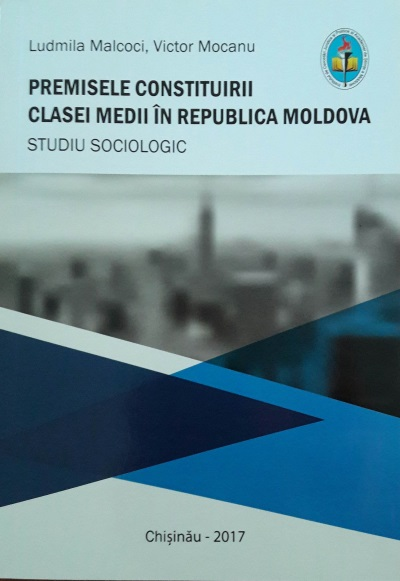 Ludmila Malcoci, Victor Mocanu
PREMISELE CONSTITUIRII
CLASEI MEDII ÎN REPUBLICA MOLDOVA
STUDIU SOCIOLOGIC
Chișinău - 2017